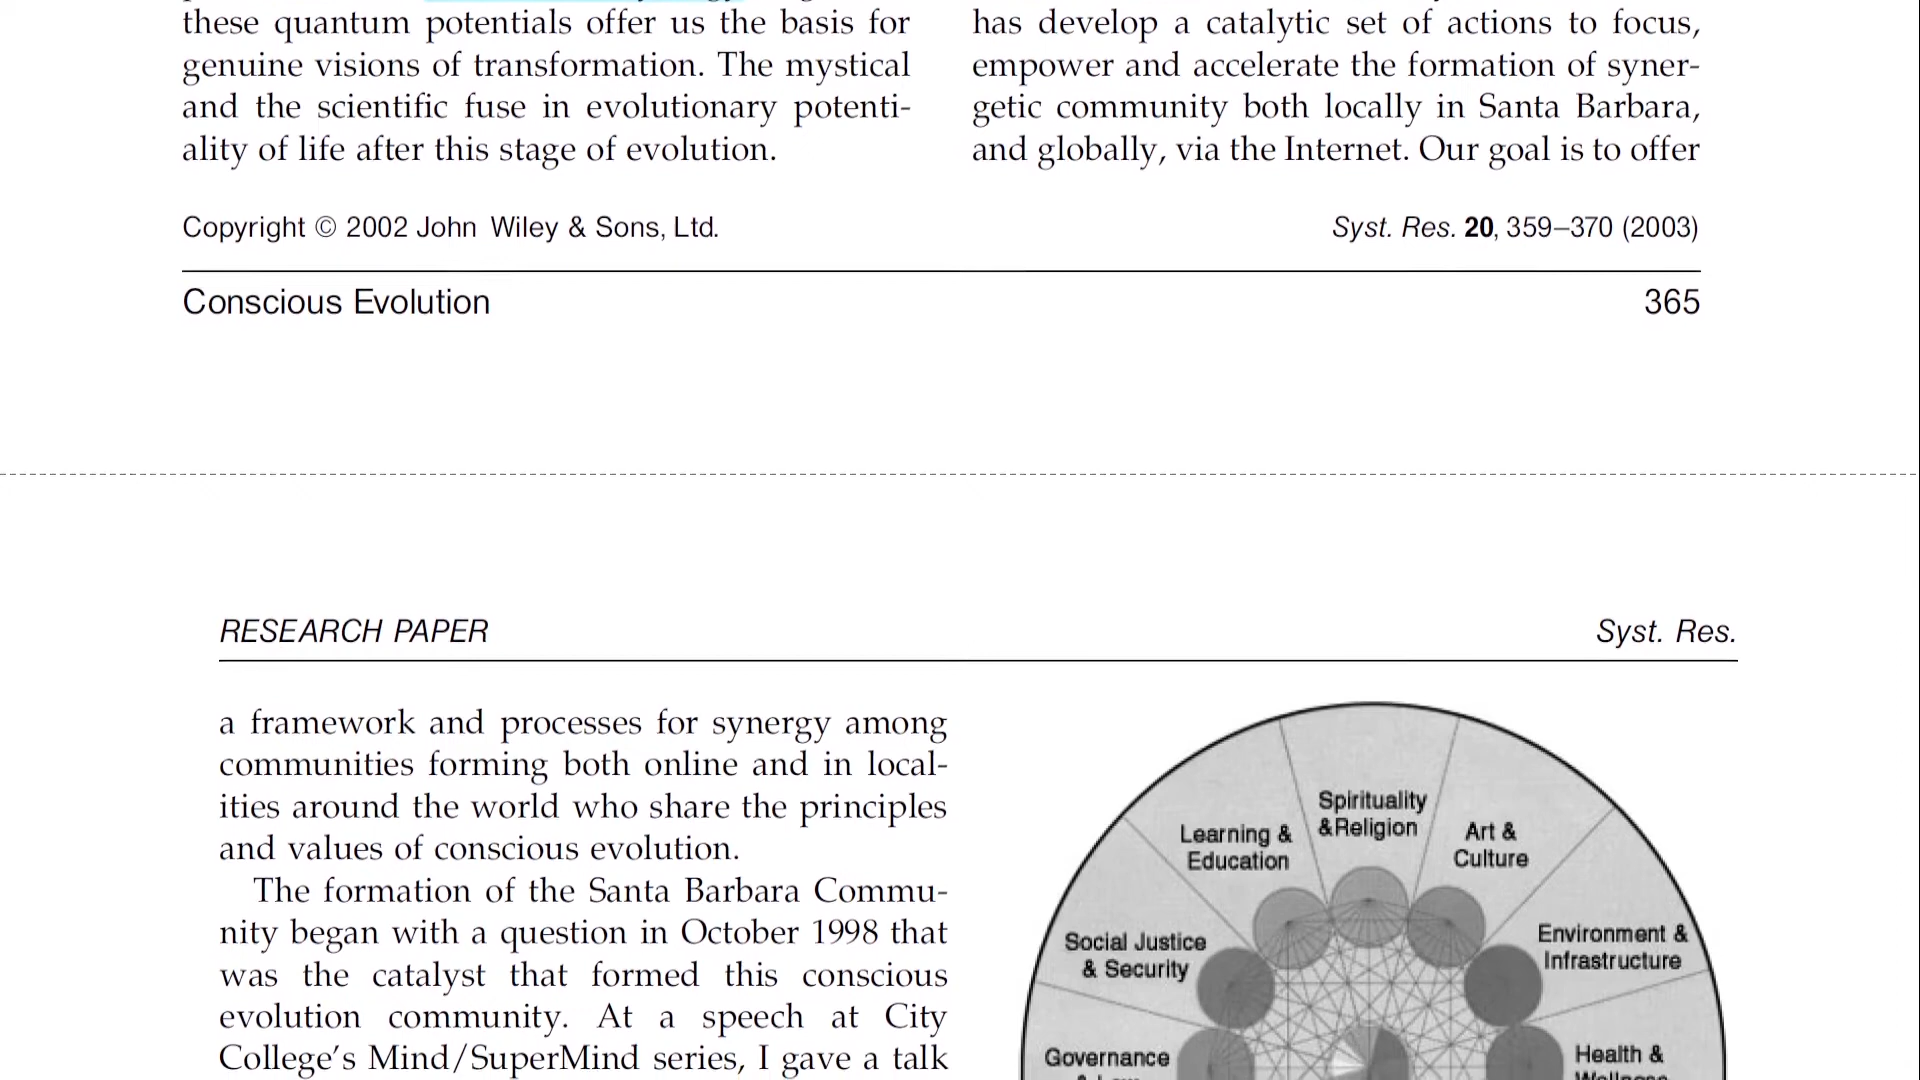 these quantum potentials offer us the basis for
genuine visions of transformation. The mystical
and the scientific fuse in evolutionary potenti-
ality of life after this stage of evolution.
has develop a catalytic set of actions to focus,
empower and accelerate the formation of syner-
getic community both locally in Santa Barbara,
and globally, via the Internet. Our goal is to offer
Copyright © 2002 John Wiley & Sons, Ltd.
Syst. Res. 20, 359–370 (2003)
Conscious Evolution
365
RESEARCH PAPER
Syst. Res.
a framework and processes for synergy among
communities forming both online and in local-
ities around the world who share the principles
and values of conscious evolution.
The formation of the Santa Barbara Commu-
nity began with a question in October 1998 that
was the catalyst that formed this conscious
evolution community. At a speech at City
College's Mind/SuperMind series, I gave a talk
Spirituality
&Religion
Learning &
Education
Art &
Culture
Social Justice
& Security
Environment &
Infrastructure
Governance
Health &